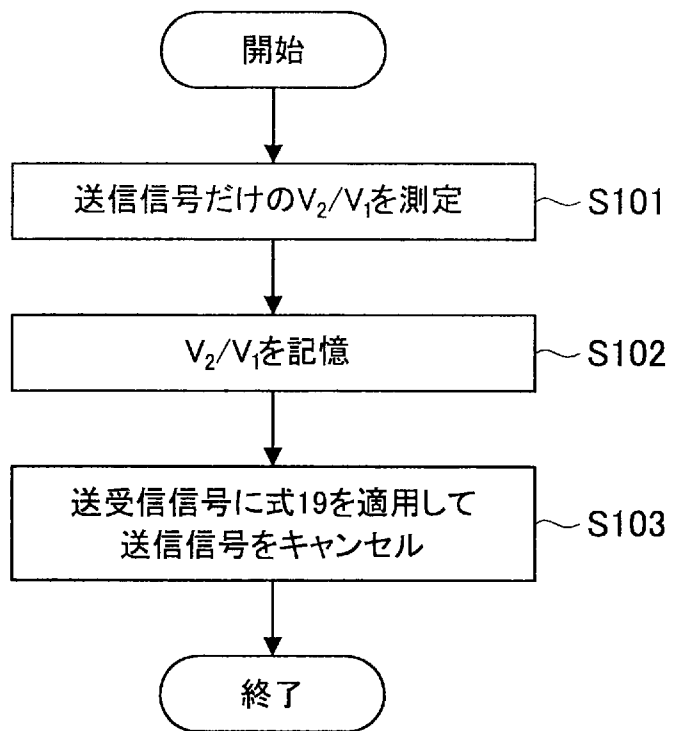 開始
送信信号だけのV₂/V₁を測定
S101
V₂/V₁を記憶
S102
送受信信号に式19を適用して
送信信号をキャンセル
S103
終了